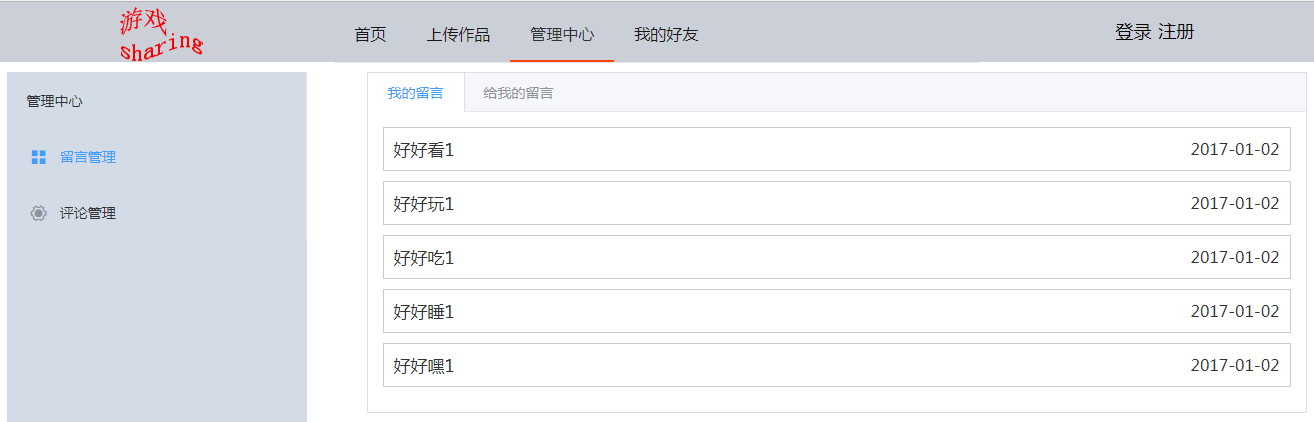 游戏
sharing
首页 上传作品 管理中心 我的好友 登录 注册
管理中心
留言管理
评论管理
我的留言 给我的留言
好好看1 2017-01-02
好好玩1 2017-01-02
好好吃1 2017-01-02
好好睡1 2017-01-02
好好嘿1 2017-01-02